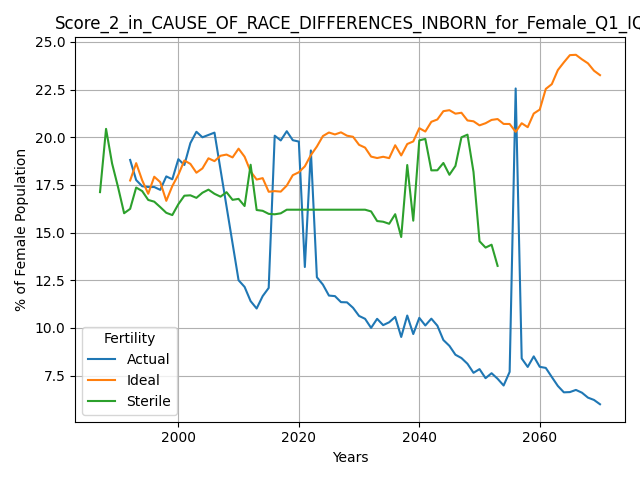 Score_2_in_CAUSE_OF_RACE_DIFFERENCES_INBORN_for_Female_Q1_IQ
25.0
22.5
20.0
17.5
15.0
12.5
10.0
7.5
% of Female Population
Fertility
Actual
Ideal
Sterile
2000 2020 2040 2060
Years